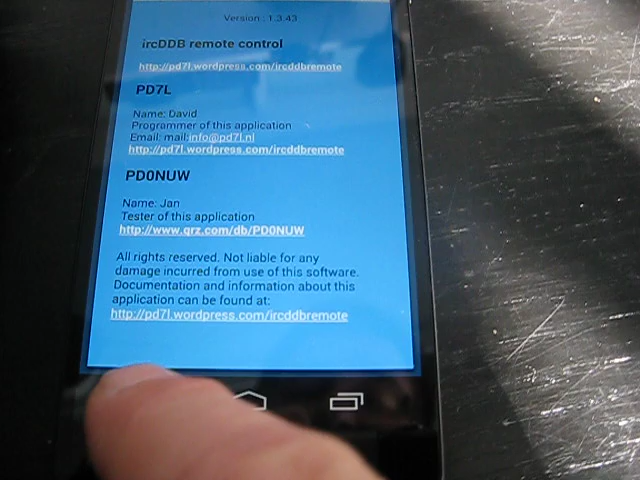 Version : 1.3.43
ircDDB remote control
http://pd7l.wordpress.com/ircddbremote
PD7L
Name: David
Programmer of this application
Email: mail:info@pd7l.nl
http://pd7l.wordpress.com/ircddbremote
PD0NUW
Name: Jan
Tester of this application
http://www.qrz.com/db/PD0NUW
All rights reserved. Not liable for any
damage incurred from use of this software.
Documentation and information about this
application can be found at:
http://pd7l.wordpress.com/ircddbremote